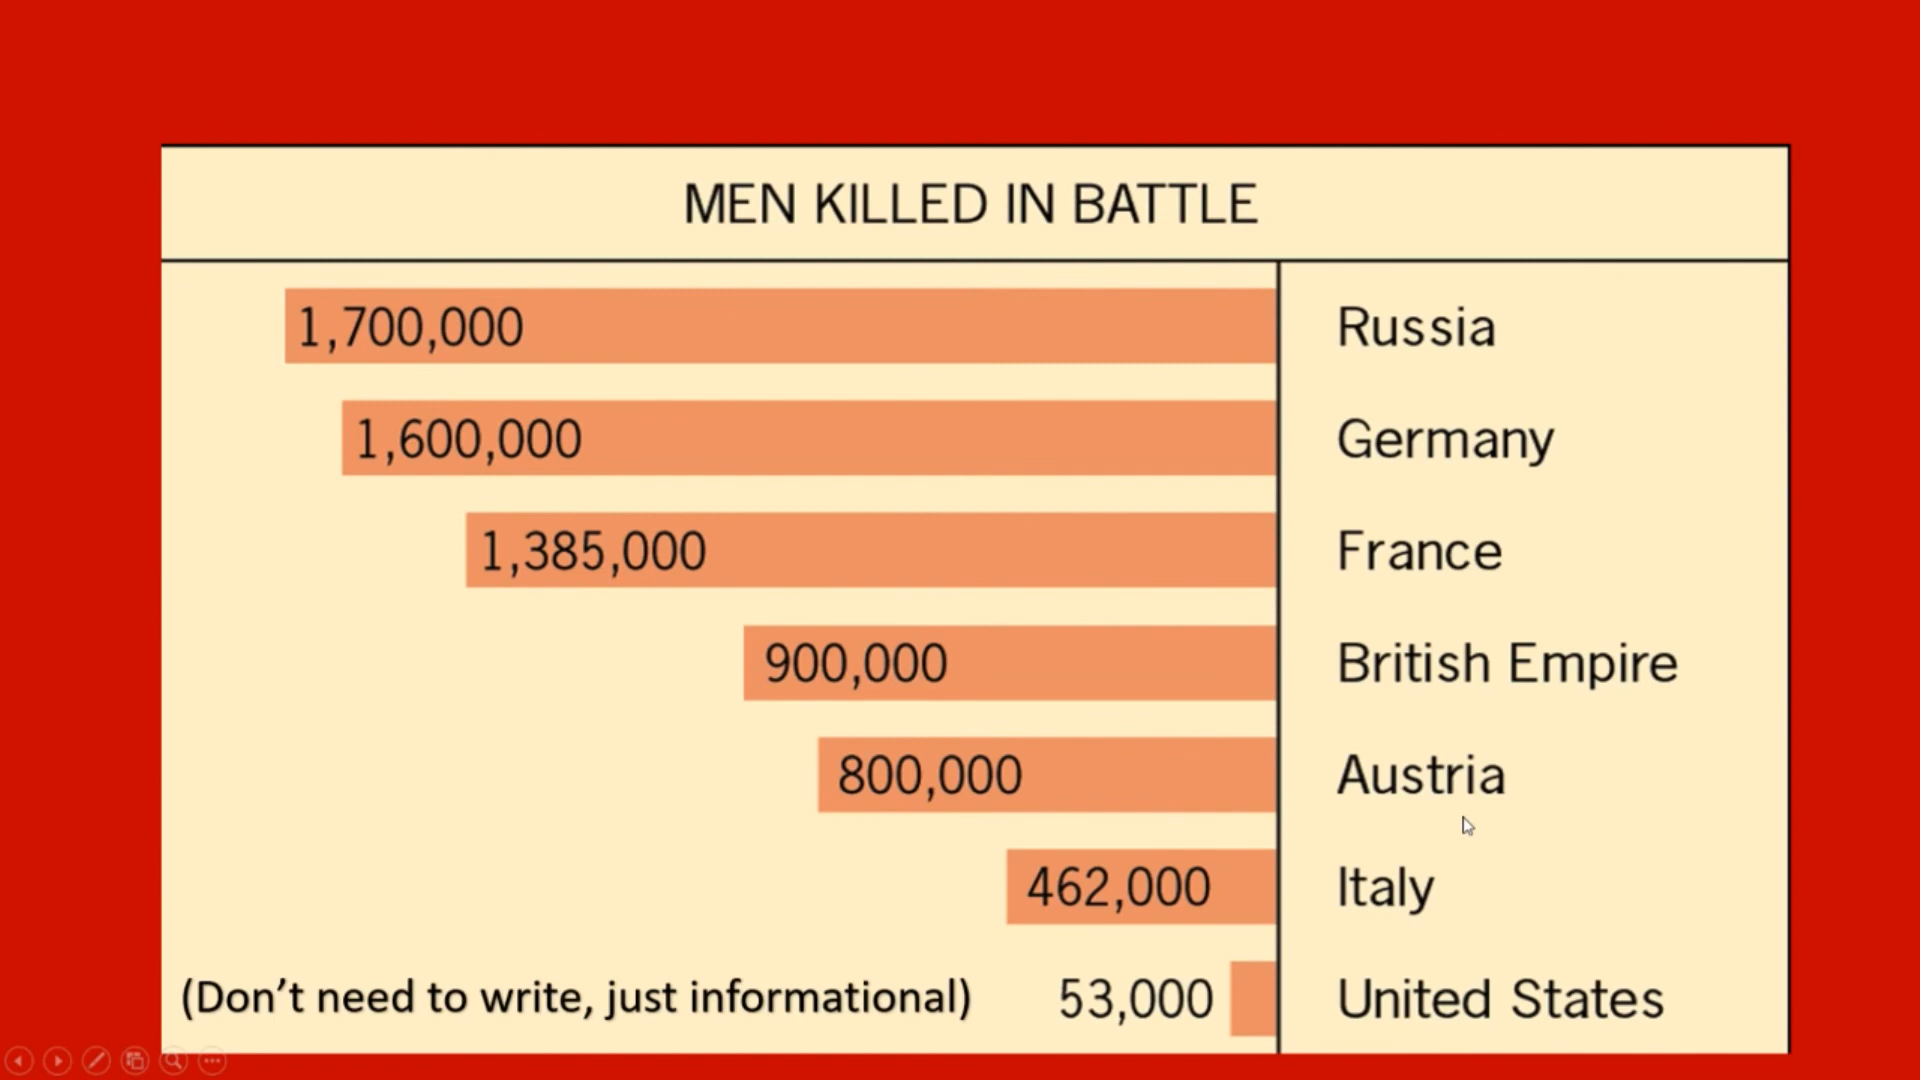 MEN KILLED IN BATTLE
1,700,000 Russia
1,600,000 Germany
1,385,000 France
900,000 British Empire
800,000 Austria
462,000 Italy
(Don’t need to write, just informational) 53,000 United States